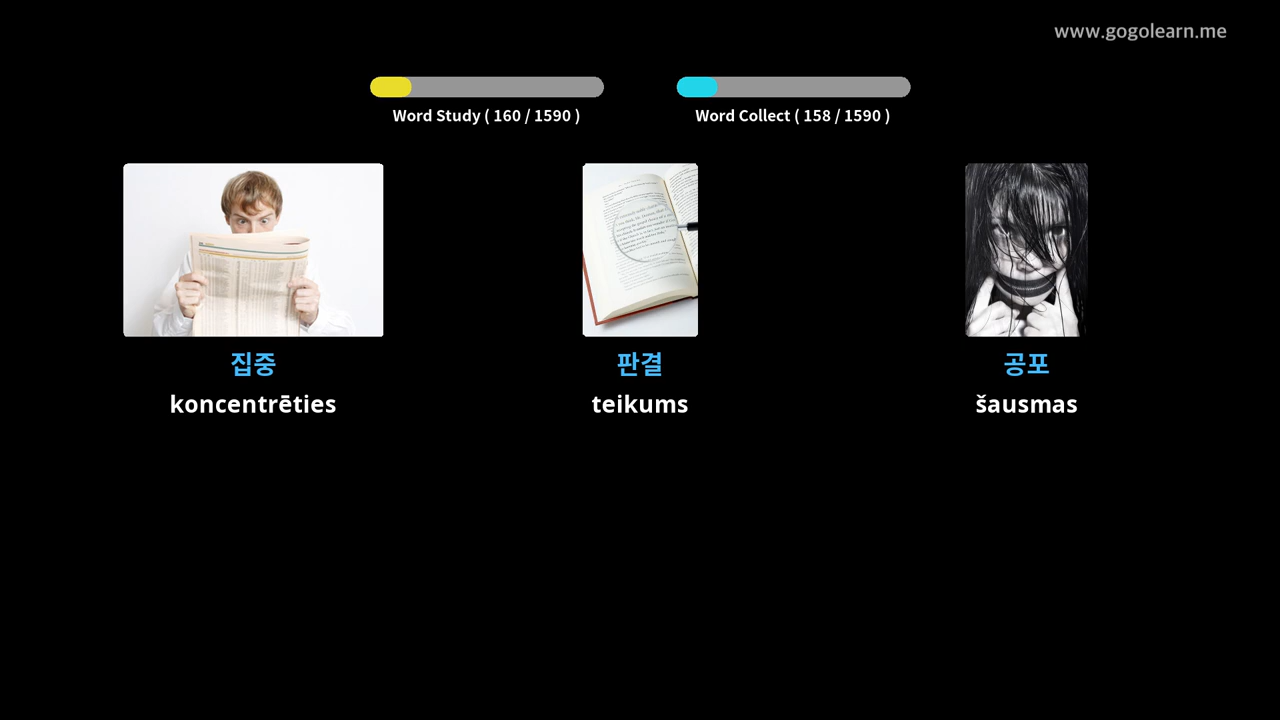 www.gogolearn.me
Word Study ( 160 / 1590 )
Word Collect ( 158 / 1590 )
집중
판결
공포
koncentrēties
teikums
šausmas